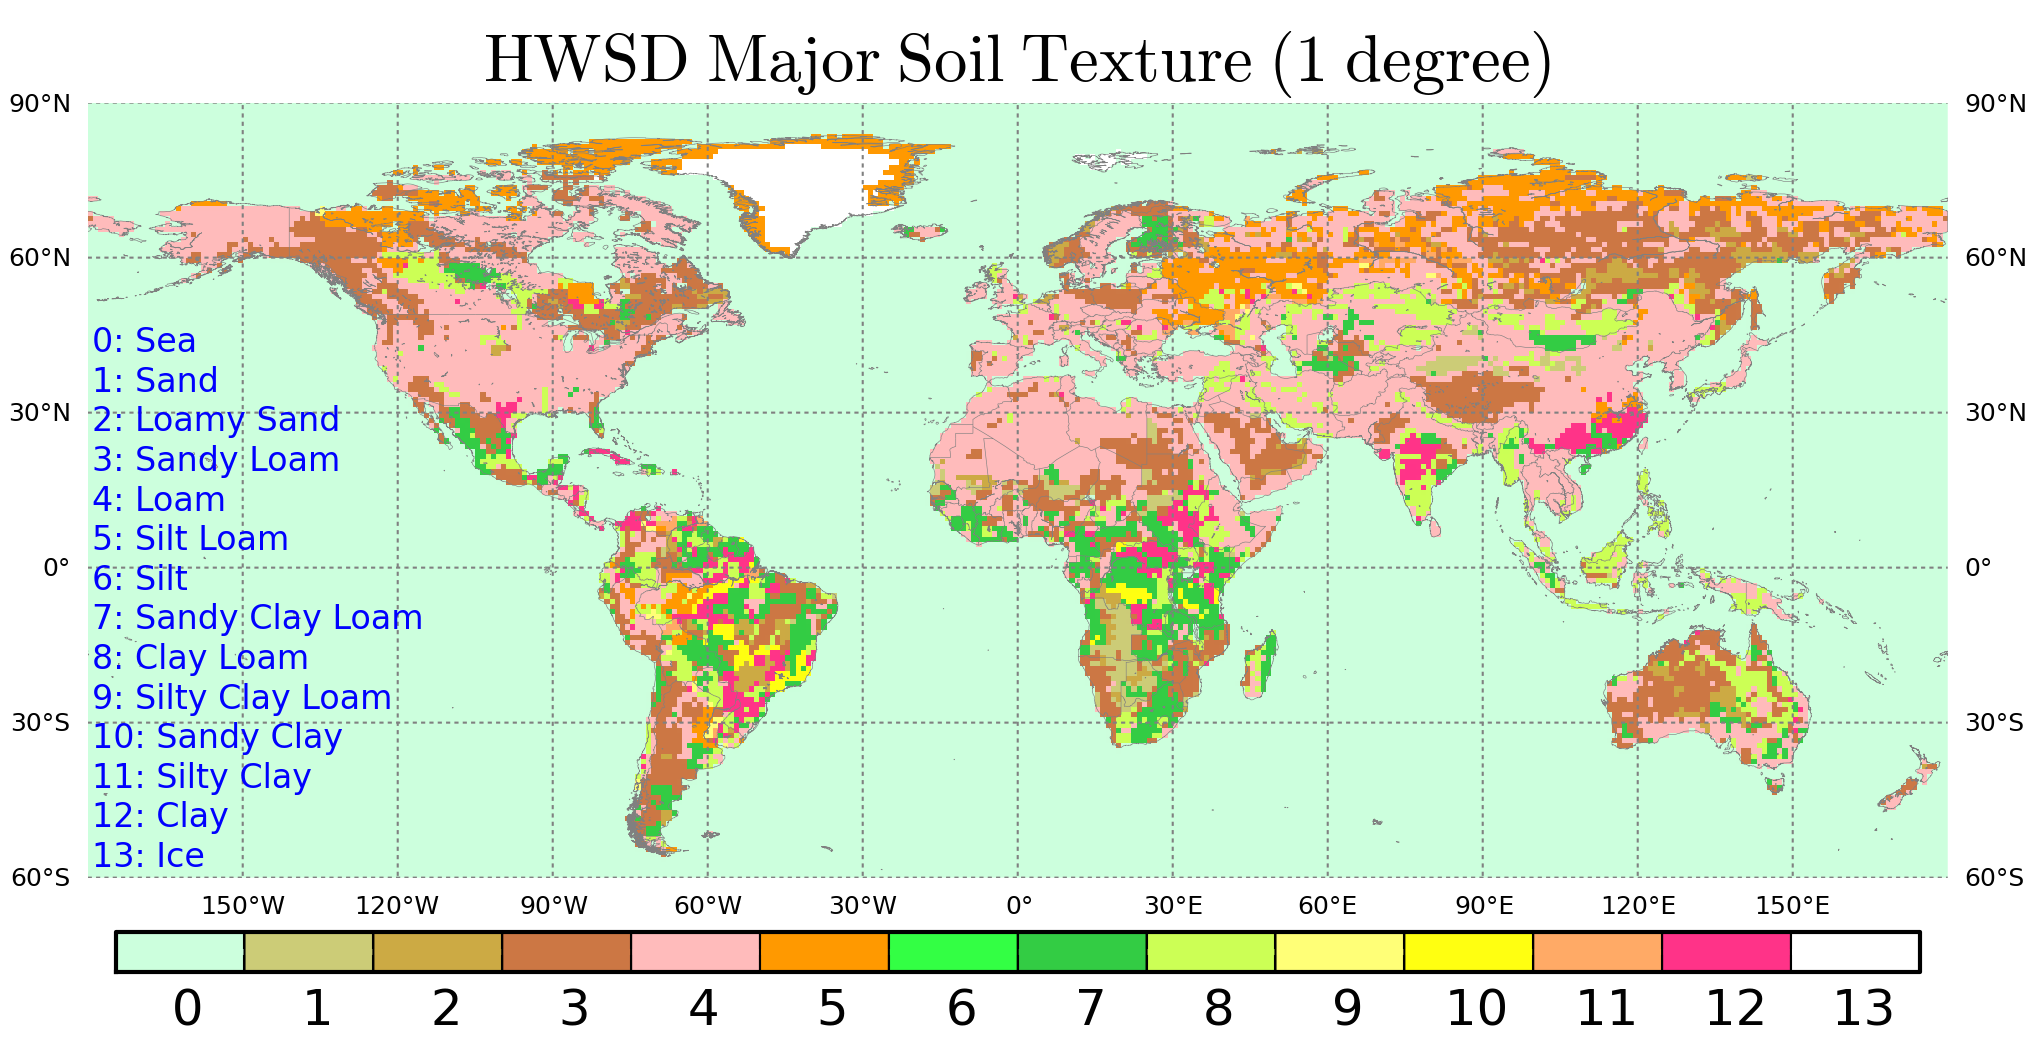 HWSD Major Soil Texture (1 degree)
90°N 90°N
60°N 60°N
0: Sea
1: Sand
30°N 2: Loamy Sand 30°N
3: Sandy Loam
4: Loam
5: Silt Loam
0° 6: Silt 0°
7: Sandy Clay Loam
8: Clay Loam
9: Silty Clay Loam
30°S 10: Sandy Clay 30°S
11: Silty Clay
12: Clay
13: Ice
60°S 60°S
150°W 120°W 90°W 60°W 30°W 0° 30°E 60°E 90°E 120°E 150°E
0 1 2 3 4 5 6 7 8 9 10 11 12 13